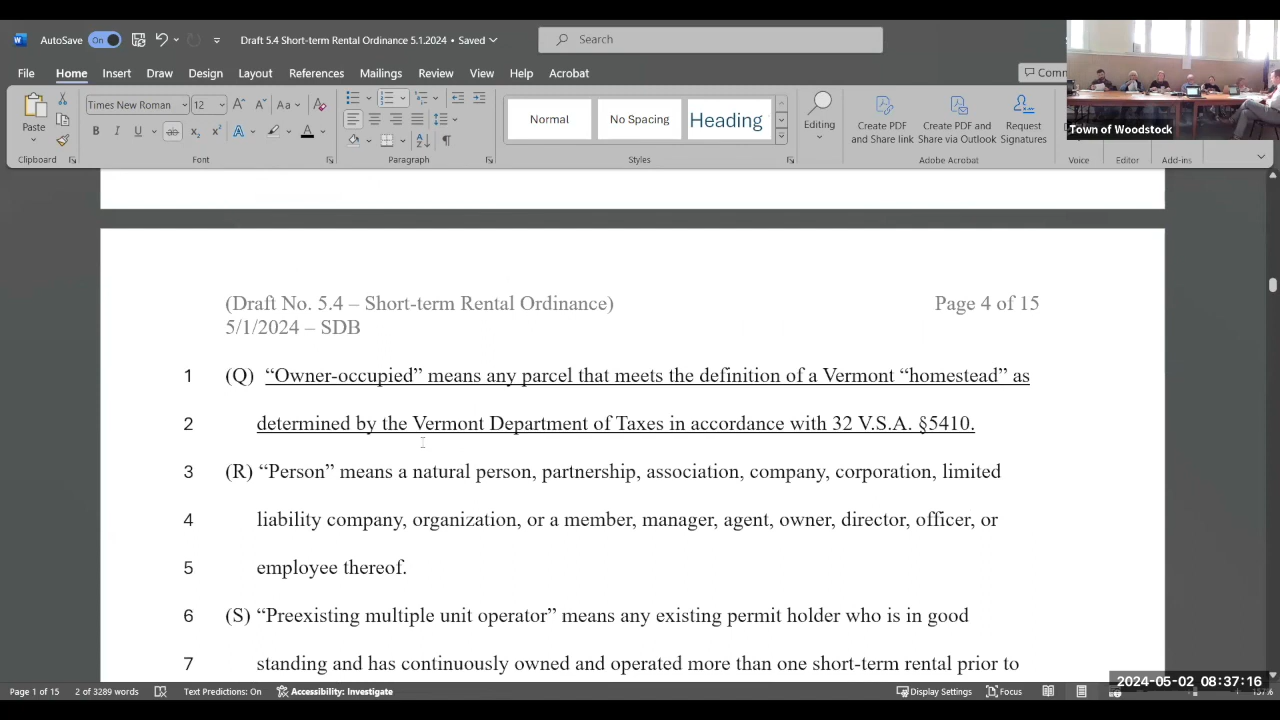 AutoSave On Draft 5.4 Short-term Rental Ordinance 5.1.2024 • Saved Search
File Home Insert Draw Design Layout References Mailings Review View Help Acrobat Comm
Times New Roman 12 Aa
Paste B I U ab x₂ x² A A
Normal No Spacing Heading
Editing
Create PDF and Share link
Create PDF and Share via Outlook
Request Signatures
Clipboard Font Paragraph Styles Adobe Acrobat Voice Editor Add-ins
Town of Woodstock
(Draft No. 5.4 – Short-term Rental Ordinance) Page 4 of 15
5/1/2024 – SDB
1 (Q) “Owner-occupied” means any parcel that meets the definition of a Vermont “homestead” as
2 determined by the Vermont Department of Taxes in accordance with 32 V.S.A. §5410.
3 (R) “Person” means a natural person, partnership, association, company, corporation, limited
4 liability company, organization, or a member, manager, agent, owner, director, officer, or
5 employee thereof.
6 (S) “Preexisting multiple unit operator” means any existing permit holder who is in good
7 standing and has continuously owned and operated more than one short-term rental prior to
Page 1 of 15 2 of 3289 words Text Predictions: On Accessibility: Investigate Display Settings Focus
2024-05-02 08:37:16